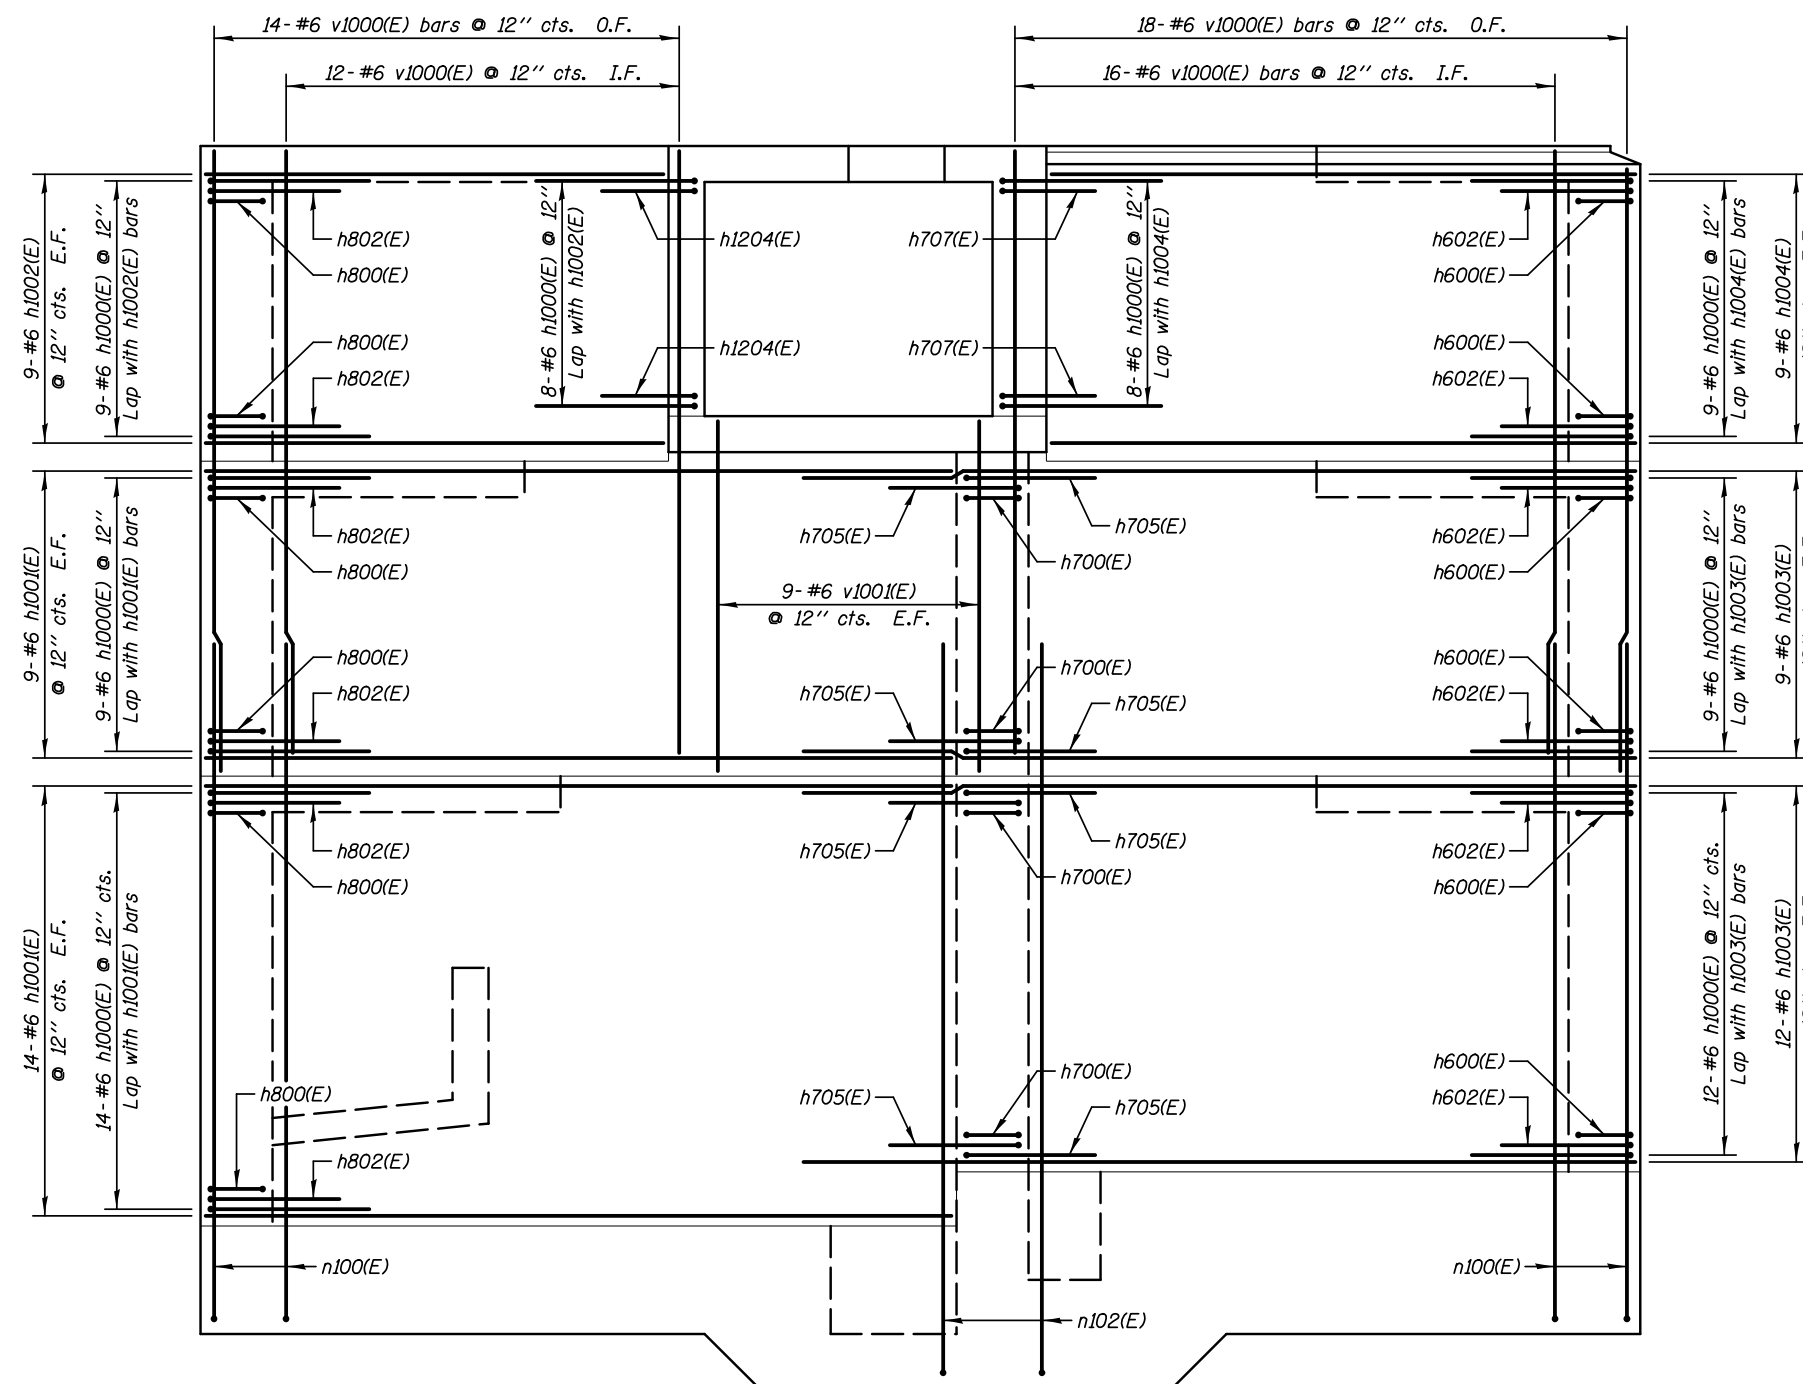 14-#6 v1000(E) bars @ 12" cts. O.F.
18-#6 v1000(E) bars @ 12" cts. O.F.
12-#6 v1000(E) @ 12" cts. I.F.
16-#6 v1000(E) bars @ 12" cts. I.F.
9-#6 h1002(E)
@ 12" cts. E.F.
9-#6 h1000(E) @ 12"
Lap with h1002(E) bars
h802(E)
h800(E)
h800(E)
h802(E)
8-#6 h1000(E) @ 12"
Lap with h1002(E)
h1204(E)
h1204(E)
h707(E)
h707(E)
8-#6 h1000(E) @ 12"
Lap with h1004(E)
h602(E)
h600(E)
h600(E)
h602(E)
9-#6 h1000(E) @ 12"
Lap with h1004(E) bars
9-#6 h1004(E)
9-#6 h1001(E)
@ 12" cts. E.F.
9-#6 h1000(E) @ 12"
Lap with h1001(E) bars
h802(E)
h800(E)
h800(E)
h802(E)
h705(E)
h705(E)
h700(E)
9-#6 v1001(E)
@ 12" cts. E.F.
h700(E)
h705(E)
h705(E)
h602(E)
h600(E)
h600(E)
h602(E)
9-#6 h1000(E) @ 12"
Lap with h1003(E) bars
9-#6 h1003(E)
14-#6 h1001(E)
@ 12" cts. E.F.
14-#6 h1000(E) @ 12" cts.
Lap with h1001(E) bars
h802(E)
h800(E)
h800(E)
h802(E)
h705(E)
h705(E)
h700(E)
h700(E)
h705(E)
h705(E)
h602(E)
h600(E)
h600(E)
h602(E)
12-#6 h1000(E) @ 12" cts.
Lap with h1003(E) bars
12-#6 h1003(E)
n100(E)
n100(E)
n102(E)